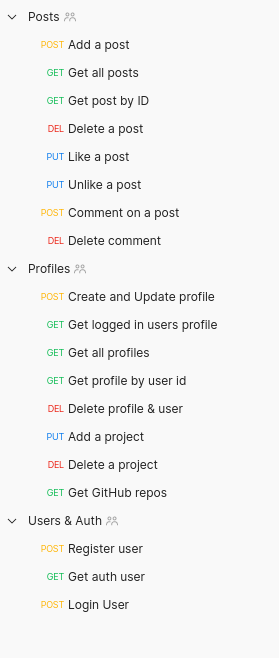 Posts
POST Add a post
GET Get all posts
GET Get post by ID
DEL Delete a post
PUT Like a post
PUT Unlike a post
POST Comment on a post
DEL Delete comment
Profiles
POST Create and Update profile
GET Get logged in users profile
GET Get all profiles
GET Get profile by user id
DEL Delete profile & user
PUT Add a project
DEL Delete a project
GET Get GitHub repos
Users & Auth
POST Register user
GET Get auth user
POST Login User